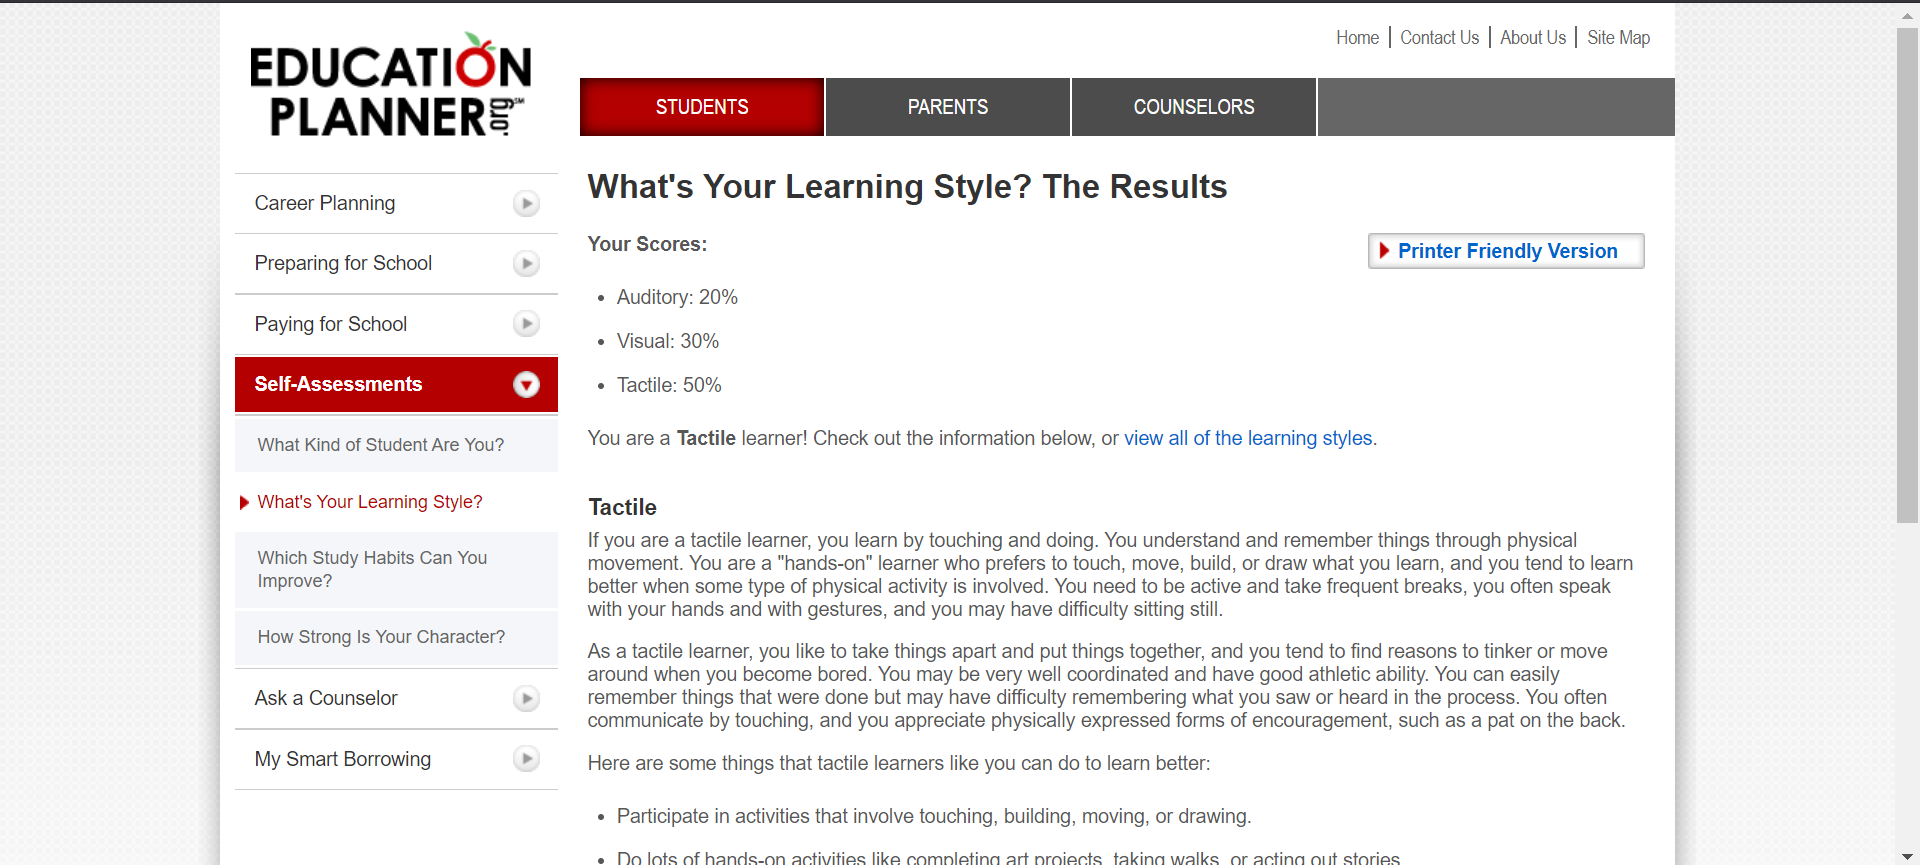 EDUCATION
PLANNER.org℠
Home
Contact Us
About Us
Site Map
STUDENTS
PARENTS
COUNSELORS
Career Planning
Preparing for School
Paying for School
Self-Assessments
What Kind of Student Are You?
What's Your Learning Style?
Which Study Habits Can You
Improve?
How Strong Is Your Character?
Ask a Counselor
My Smart Borrowing
What's Your Learning Style? The Results
Your Scores:
Printer Friendly Version
• Auditory: 20%
• Visual: 30%
• Tactile: 50%
You are a Tactile learner! Check out the information below, or view all of the learning styles.
Tactile
If you are a tactile learner, you learn by touching and doing. You understand and remember things through physical
movement. You are a "hands-on" learner who prefers to touch, move, build, or draw what you learn, and you tend to learn
better when some type of physical activity is involved. You need to be active and take frequent breaks, you often speak
with your hands and with gestures, and you may have difficulty sitting still.
As a tactile learner, you like to take things apart and put things together, and you tend to find reasons to tinker or move
around when you become bored. You may be very well coordinated and have good athletic ability. You can easily
remember things that were done but may have difficulty remembering what you saw or heard in the process. You often
communicate by touching, and you appreciate physically expressed forms of encouragement, such as a pat on the back.
Here are some things that tactile learners like you can do to learn better:
• Participate in activities that involve touching, building, moving, or drawing.
• Do lots of hands-on activities like completing art projects, taking walks, or acting out stories.